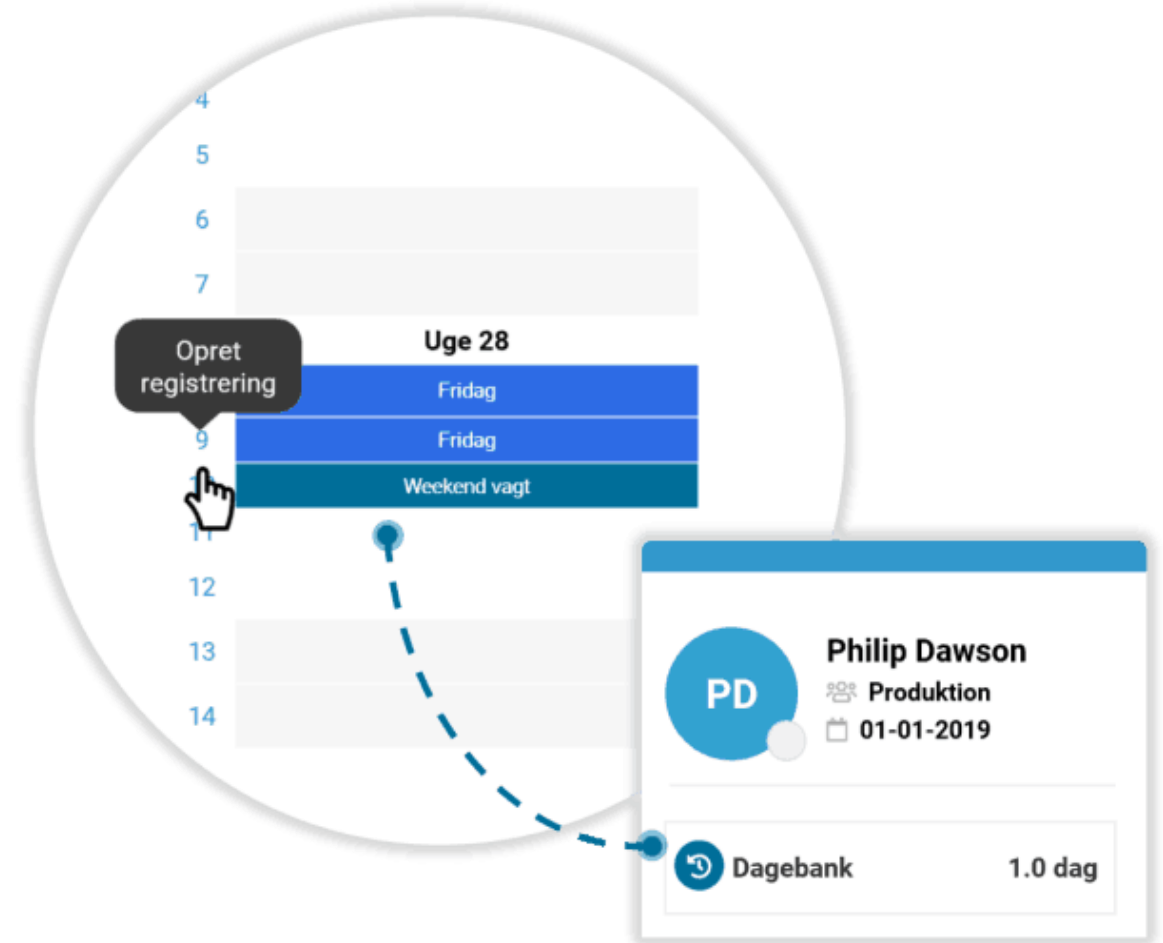 4
5
6
7
Uge 28
Opret
registrering
Fridag
9
Fridag
Weekend vagt
11
12
13
14
PD
Philip Dawson
Produktion
01-01-2019
Dagebank
1.0 dag